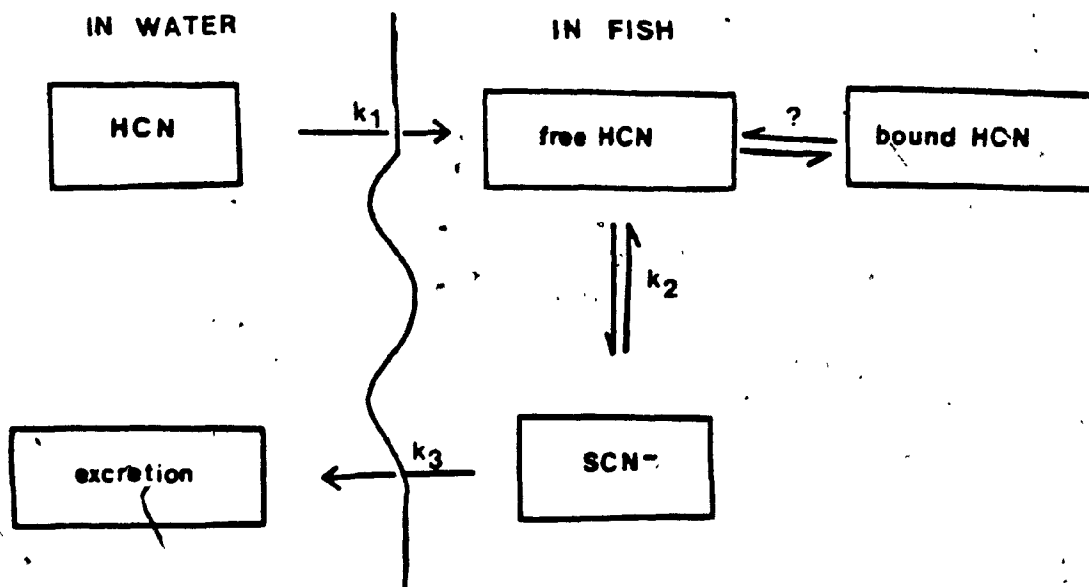 IN WATER
IN FISH
HCN
k1
free HCN
?
bound HCN
k2
excretion
k3
SCN-